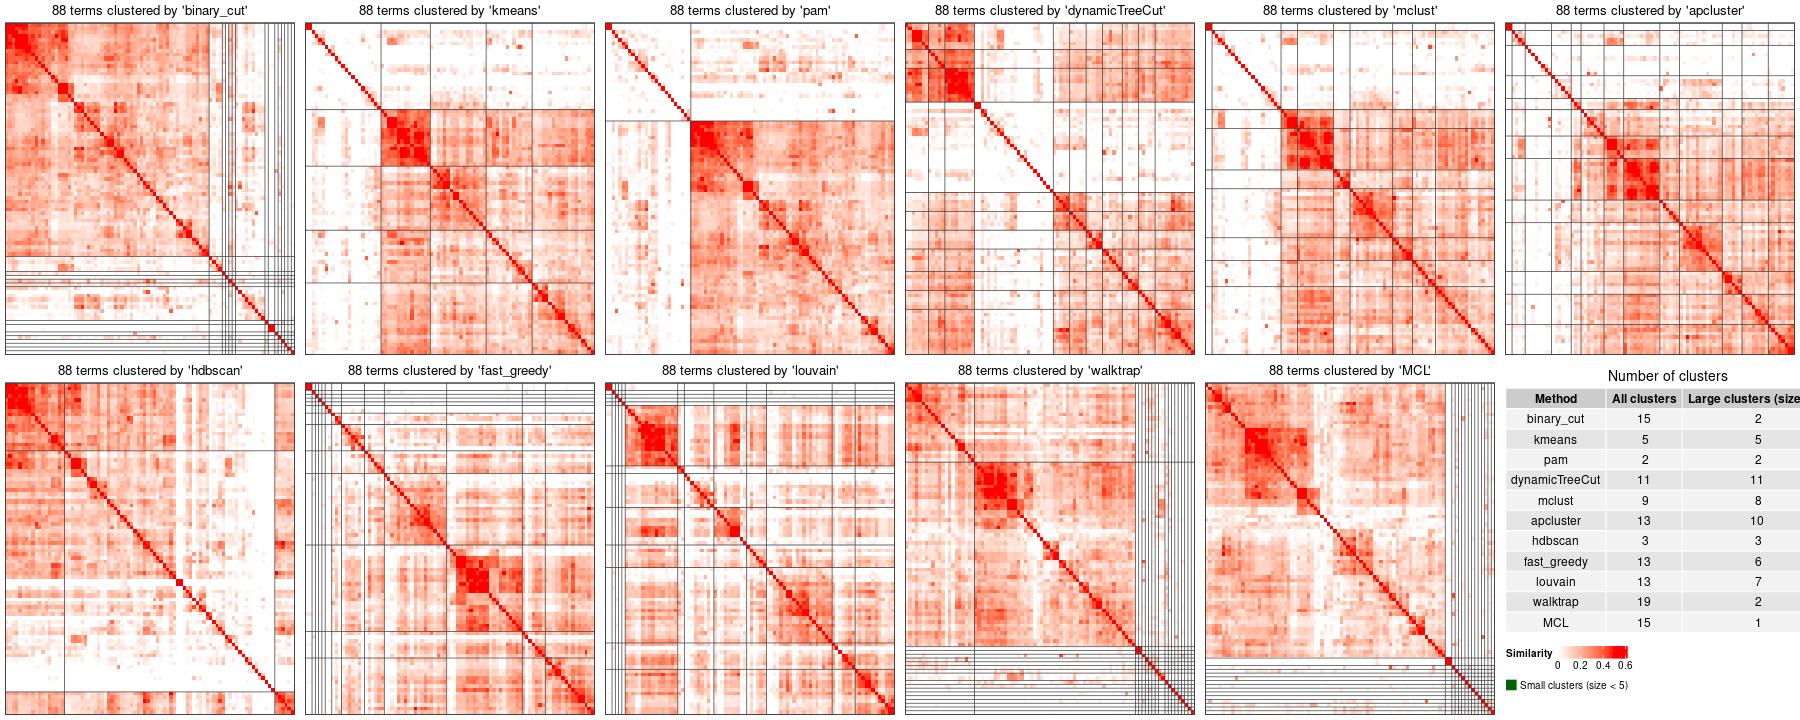 88 terms clustered by 'binary_cut'
88 terms clustered by 'kmeans'
88 terms clustered by 'pam'
88 terms clustered by 'dynamicTreeCut'
88 terms clustered by 'mclust'
88 terms clustered by 'apcluster'
88 terms clustered by 'hdbscan'
88 terms clustered by 'fast_greedy'
88 terms clustered by 'louvain'
88 terms clustered by 'walktrap'
88 terms clustered by 'MCL'
Number of clusters
Method All clusters Large clusters (size
binary_cut 15 2
kmeans 5 5
pam 2 2
dynamicTreeCut 11 11
mclust 9 8
apcluster 13 10
hdbscan 3 3
fast_greedy 13 6
louvain 13 7
walktrap 19 2
MCL 15 1
Similarity
0 0.2 0.4 0.6
Small clusters (size < 5)